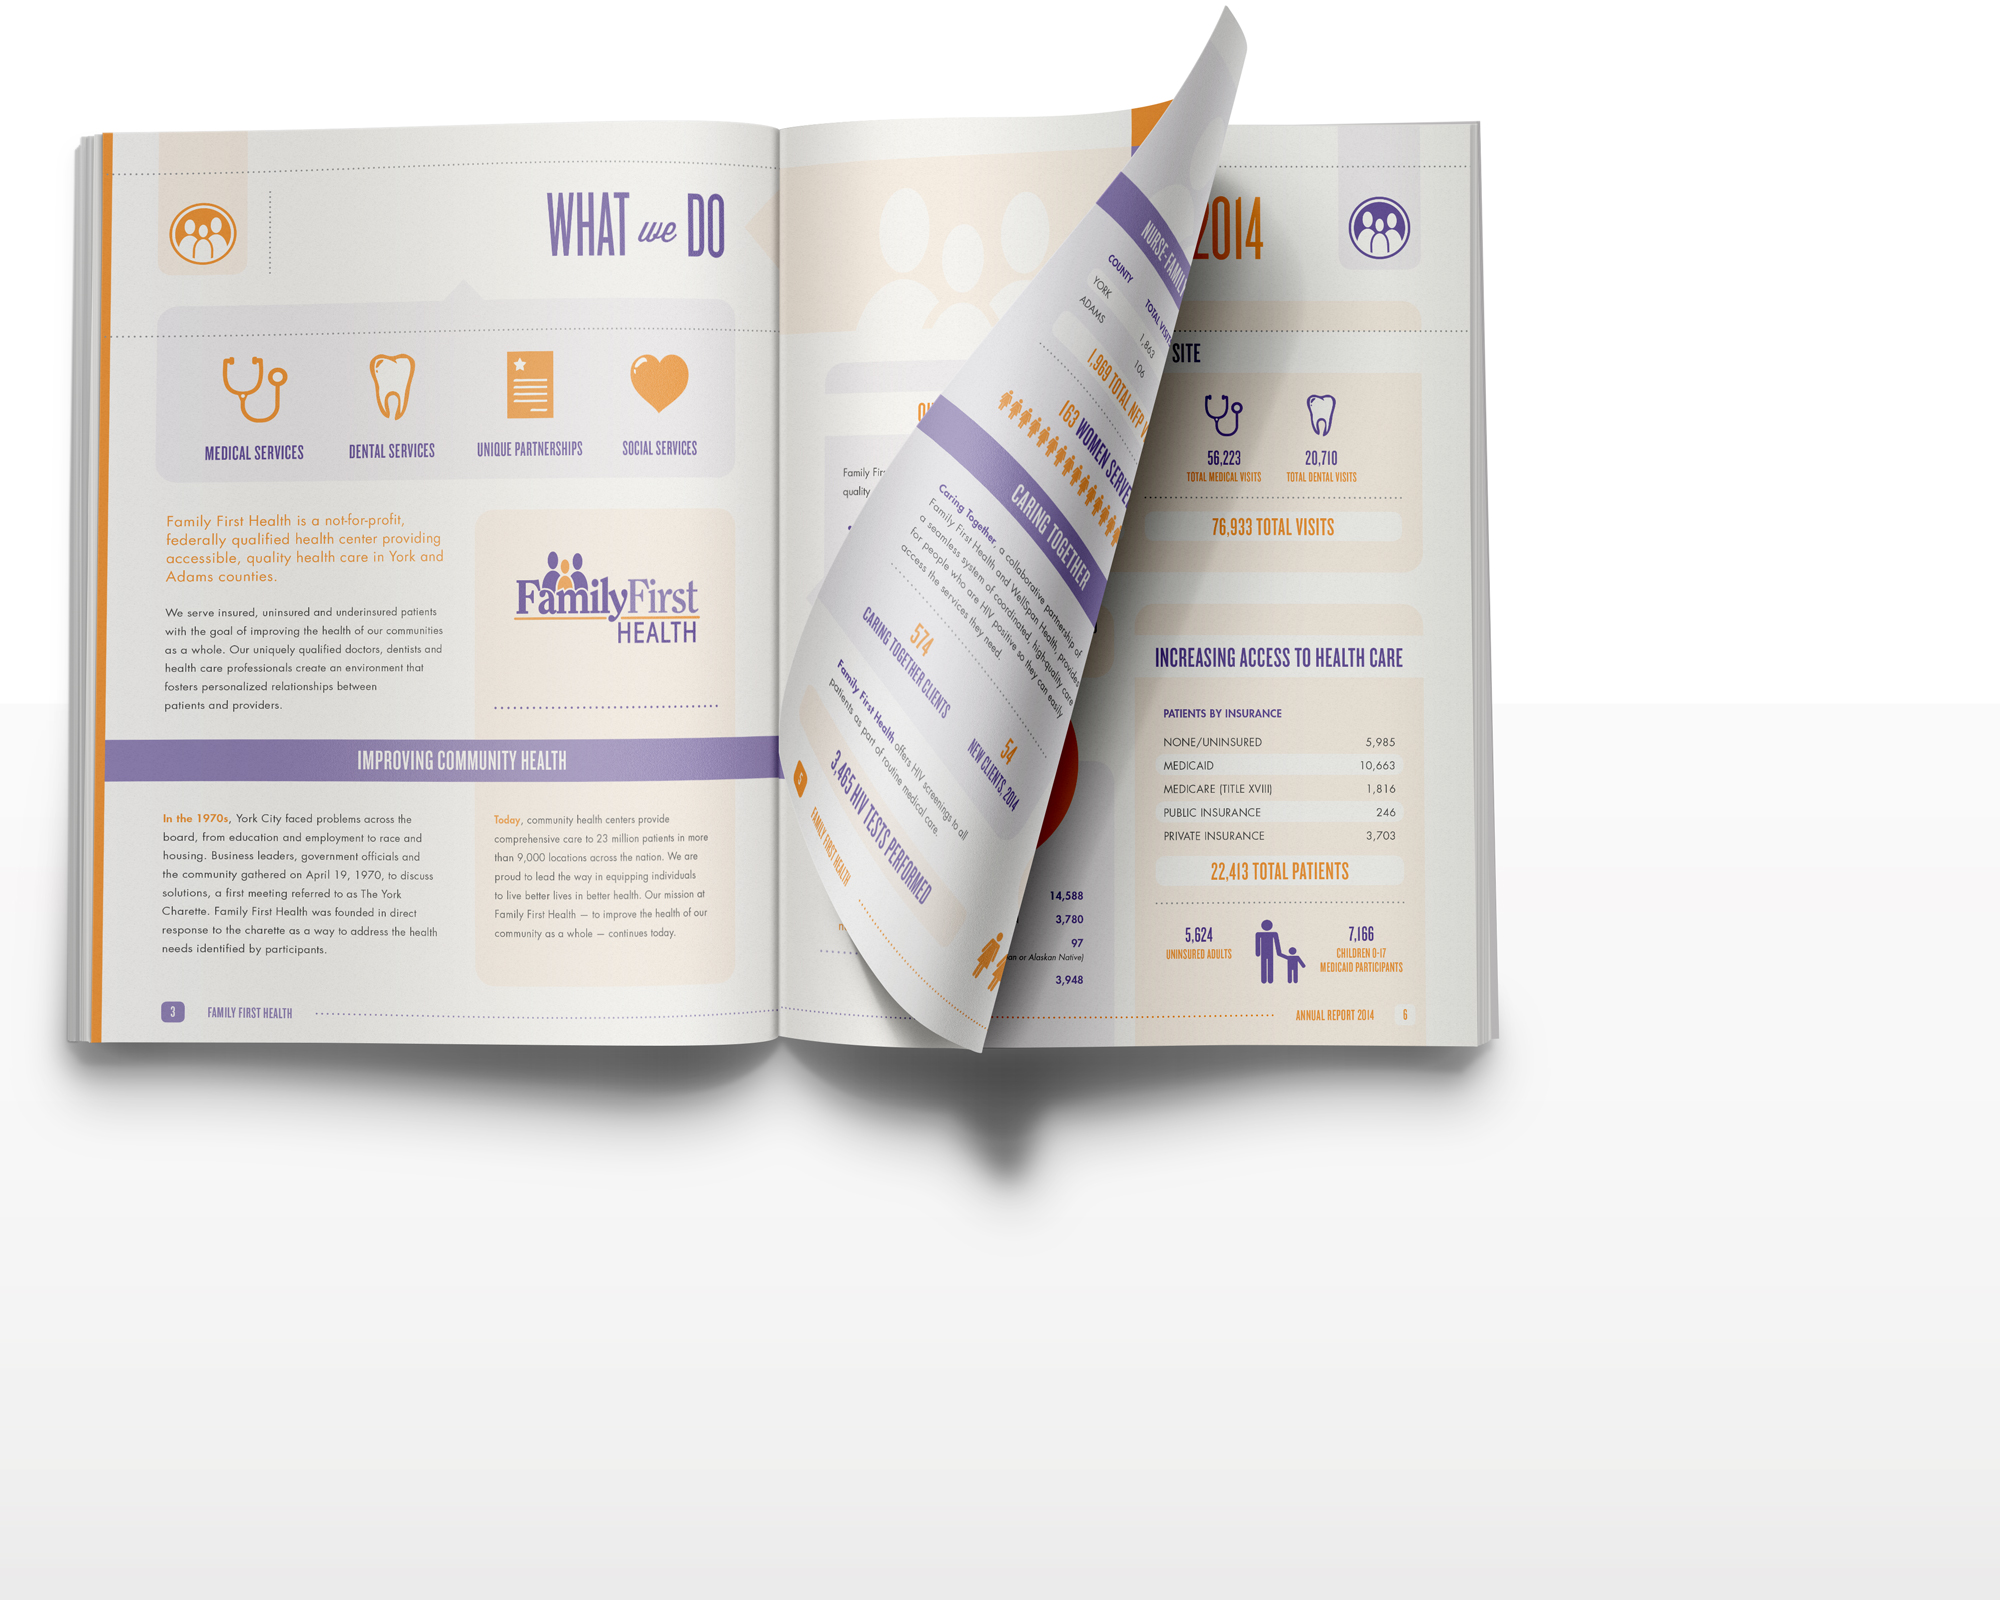 WHAT we DO
MEDICAL SERVICES
DENTAL SERVICES
UNIQUE PARTNERSHIPS
SOCIAL SERVICES
Family First Health is a not-for-profit,
federally qualified health center providing
accessible, quality health care in York and
Adams counties.
We serve insured, uninsured and underinsured patients
with the goal of improving the health of our communities
as a whole. Our uniquely qualified doctors, dentists and
health care professionals create an environment that
fosters personalized relationships between
patients and providers.
FamilyFirst
HEALTH
IMPROVING COMMUNITY HEALTH
In the 1970s, York City faced problems across the
board, from education and employment to race and
housing. Business leaders, government officials and
the community gathered on April 19, 1970, to discuss
solutions, a first meeting referred to as The York
Charette. Family First Health was founded in direct
response to the charette as a way to address the health
needs identified by participants.
Today, community health centers provide
comprehensive care to 23 million patients in more
than 9,000 locations across the nation. We are
proud to lead the way in equipping individuals
to live better lives in better health. Our mission at
Family First Health — to improve the health of our
community as a whole — continues today.
3 FAMILY FIRST HEALTH
Family Fir
quality
NURSE-FAMILY
COUNTY TOTAL VISITS
YORK 1,863
ADAMS 106
1,969 TOTAL NFP V
163 WOMEN SERVE
CARING TOGETHER
Caring Together, a collaborative partnership of
Family First Health and WellSpan Health, provides
a seamless system of coordinated, high-quality care
for people who are HIV positive so they can easily
access the services they need.
574
CARING TOGETHER CLIENTS
54
NEW CLIENTS, 2014
Family First Health offers HIV screenings to all
patients as part of routine medical care.
3,465 HIV TESTS PERFORMED
5 FAMILY FIRST HEALTH
2014
SITE
56,223
TOTAL MEDICAL VISITS
20,710
TOTAL DENTAL VISITS
76,933 TOTAL VISITS
INCREASING ACCESS TO HEALTH CARE
PATIENTS BY INSURANCE
NONE/UNINSURED 5,985
MEDICAID 10,663
MEDICARE (TITLE XVIII) 1,816
PUBLIC INSURANCE 246
PRIVATE INSURANCE 3,703
22,413 TOTAL PATIENTS
5,624
UNINSURED ADULTS
7,166
CHILDREN 0-17
MEDICAID PARTICIPANTS
14,588
3,780
97
an or Alaskan Native)
3,948
ANNUAL REPORT 2014 6